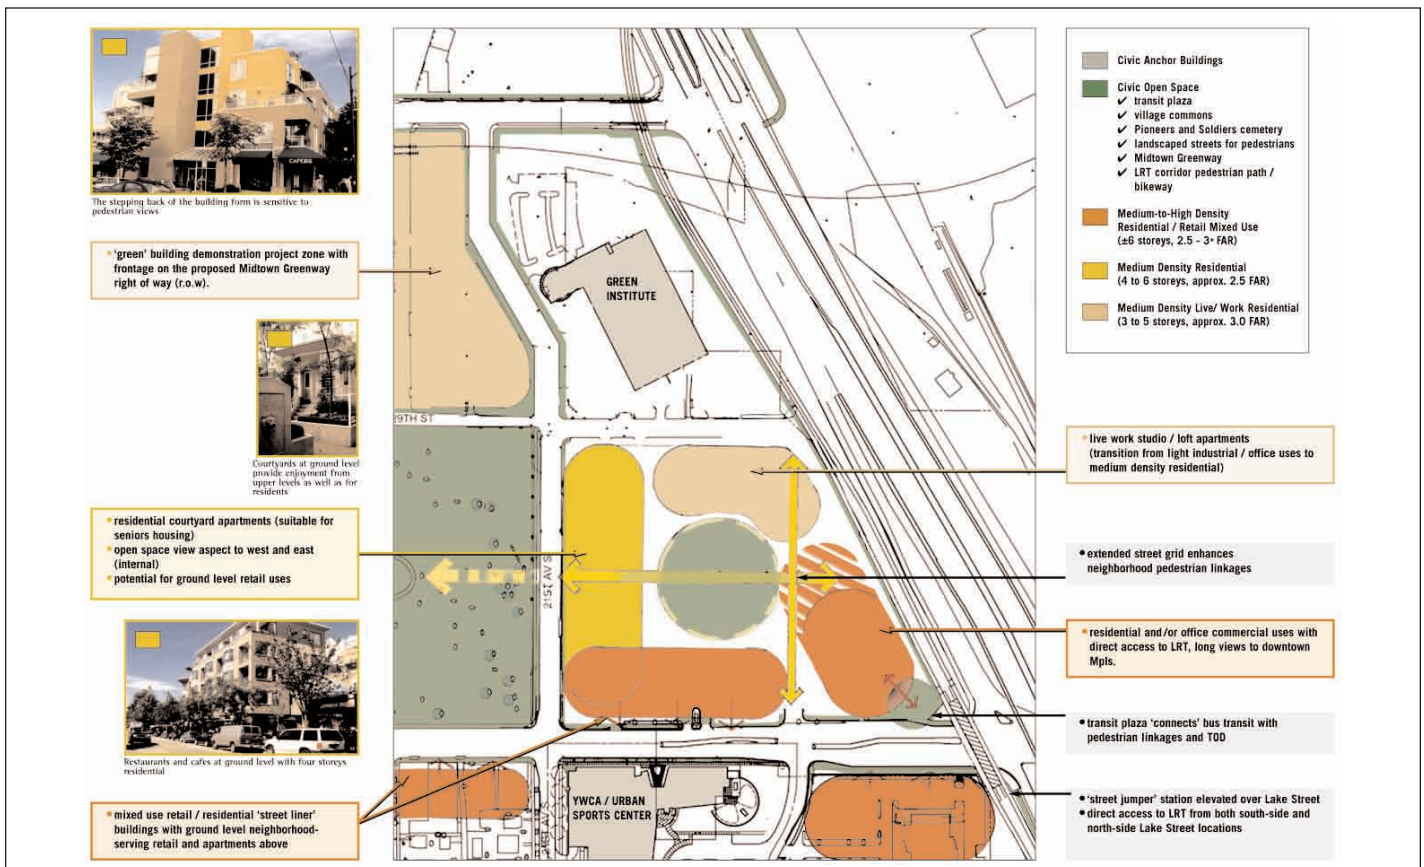 CAPERS
The stepping back of the building form is sensitive to
pedestrian views
• 'green' building demonstration project zone with
frontage on the proposed Midtown Greenway
right of way (r.o.w).
Courtyards at ground level
provide enjoyment from
upper levels as well as for
residents
• residential courtyard apartments (suitable for
seniors housing)
• open space view aspect to west and east
(internal)
• potential for ground level retail uses
Restaurants and cafes at ground level with four storeys
residential
• mixed use retail / residential 'street liner'
buildings with ground level neighborhood-
serving retail and apartments above
GREEN
INSTITUTE
29TH ST
21ST AV S
YWCA / URBAN
SPORTS CENTER
21ST AV S
Civic Anchor Buildings
Civic Open Space
✔ transit plaza
✔ village commons
✔ Pioneers and Soldiers cemetery
✔ landscaped streets for pedestrians
✔ Midtown Greenway
✔ LRT corridor pedestrian path /
bikeway
Medium-to-High Density
Residential / Retail Mixed Use
(±6 storeys, 2.5 - 3+ FAR)
Medium Density Residential
(4 to 6 storeys, approx. 2.5 FAR)
Medium Density Live/ Work Residential
(3 to 5 storeys, approx. 3.0 FAR)
• live work studio / loft apartments
(transition from light industrial / office uses to
medium density residential)
• extended street grid enhances
neighborhood pedestrian linkages
• residential and/or office commercial uses with
direct access to LRT, long views to downtown
Mpls.
• transit plaza 'connects' bus transit with
pedestrian linkages and TOD
• 'street jumper' station elevated over Lake Street
• direct access to LRT from both south-side and
north-side Lake Street locations